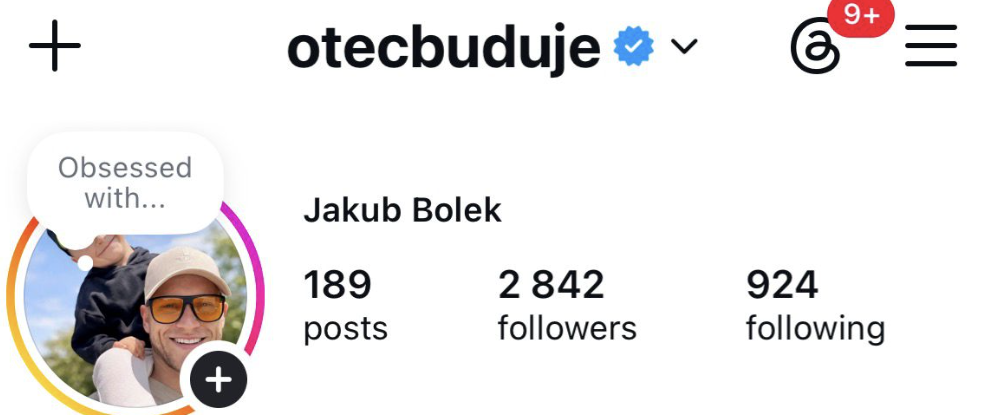 9+
otecbuduje
Obsessed
with...
Jakub Bolek
189 2 842 924
posts followers following